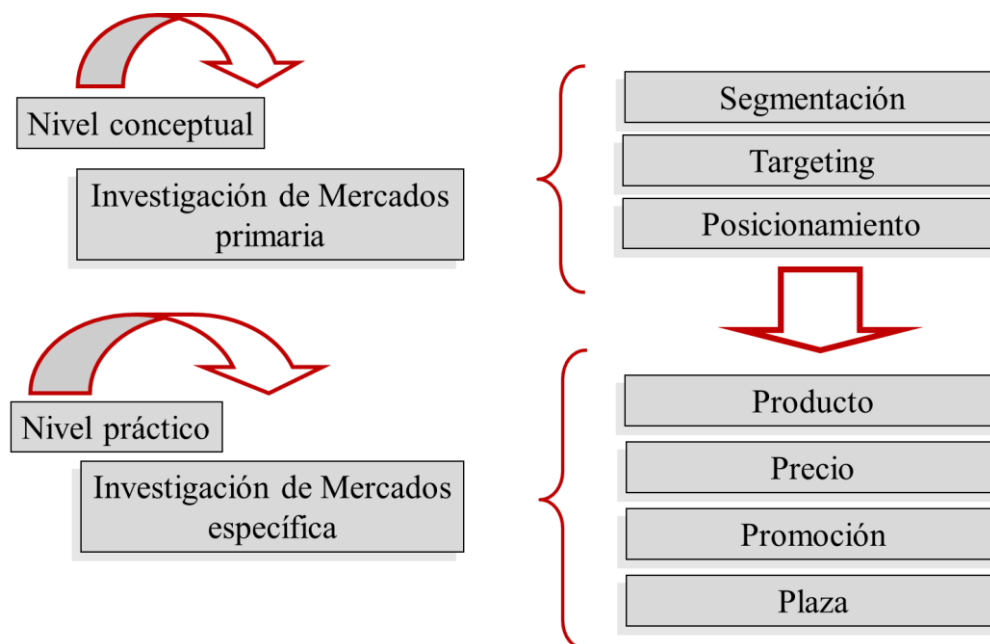 Nivel conceptual
Investigación de Mercados
primaria
Segmentación
Targeting
Posicionamiento
Nivel práctico
Investigación de Mercados
específica
Producto
Precio
Promoción
Plaza